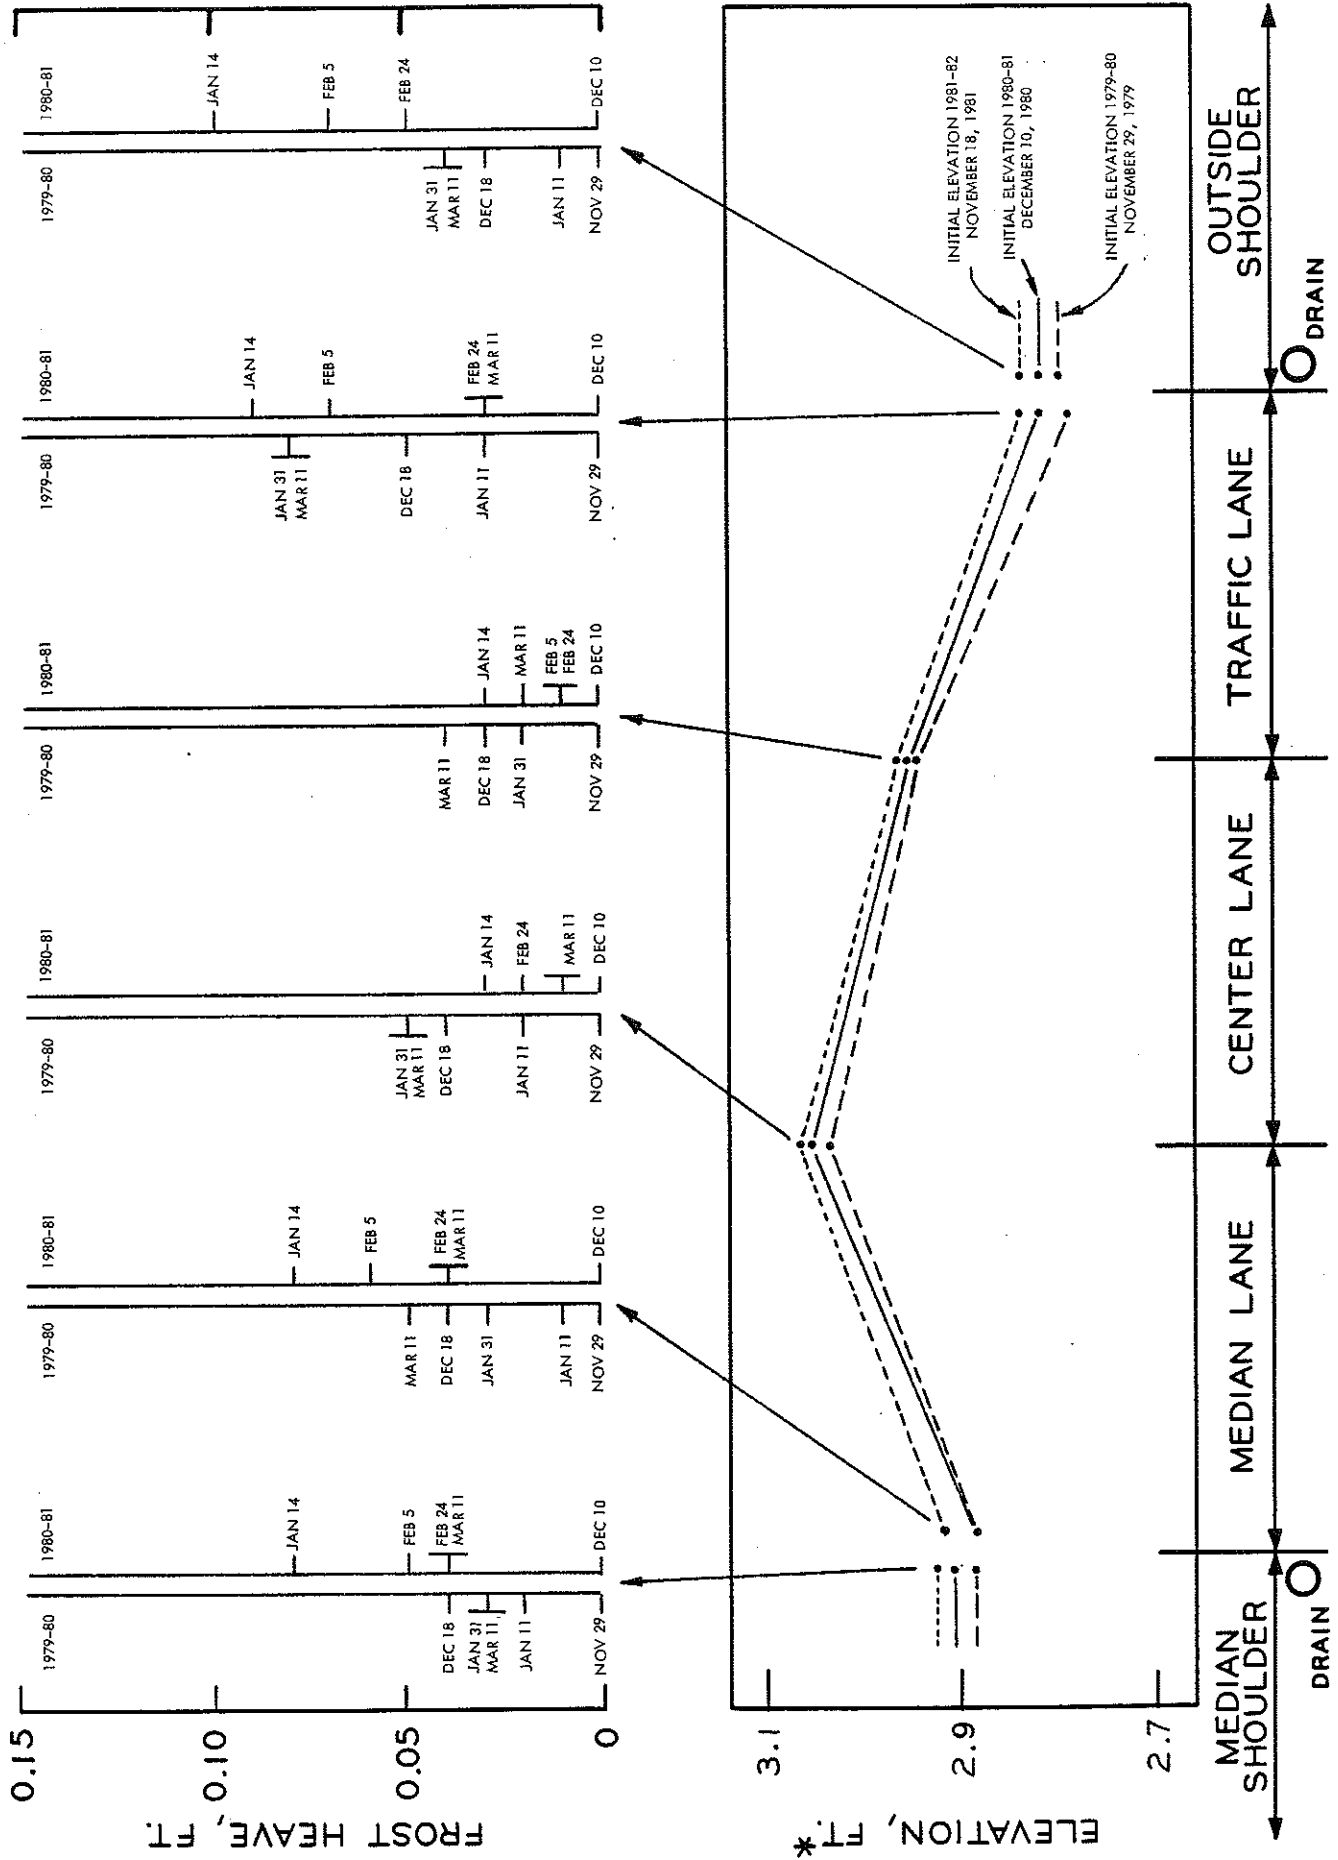 FROST HEAVE, FT.
0.15
0.10
0.05
0
1979-80
DEC 18
JAN 31
MAR 11
JAN 11
NOV 29
1980-81
JAN 14
FEB 5
FEB 24
MAR 11
DEC 10
1979-80
MAR 11
DEC 18
JAN 31
JAN 11
NOV 29
1980-81
JAN 14
FEB 5
FEB 24
MAR 11
DEC 10
1979-80
JAN 31
MAR 11
DEC 18
JAN 11
NOV 29
1980-81
JAN 14
FEB 24
MAR 11
DEC 10
1979-80
MAR 11
DEC 18
JAN 31
NOV 29
1980-81
JAN 14
MAR 11
FEB 5
FEB 24
DEC 10
1979-80
JAN 31
MAR 11
DEC 18
JAN 11
NOV 29
1980-81
JAN 14
FEB 5
FEB 24
MAR 11
DEC 10
1979-80
JAN 31
MAR 11
DEC 18
JAN 11
NOV 29
1980-81
JAN 14
FEB 5
FEB 24
DEC 10
ELEVATION, FT.*
3.1
2.9
2.7
INITIAL ELEVATION 1981-82
NOVEMBER 18, 1981
INITIAL ELEVATION 1980-81
DECEMBER 10, 1980
INITIAL ELEVATION 1979-80
NOVEMBER 29, 1979
MEDIAN
SHOULDER
MEDIAN LANE
CENTER LANE
TRAFFIC LANE
OUTSIDE
SHOULDER
DRAIN
DRAIN